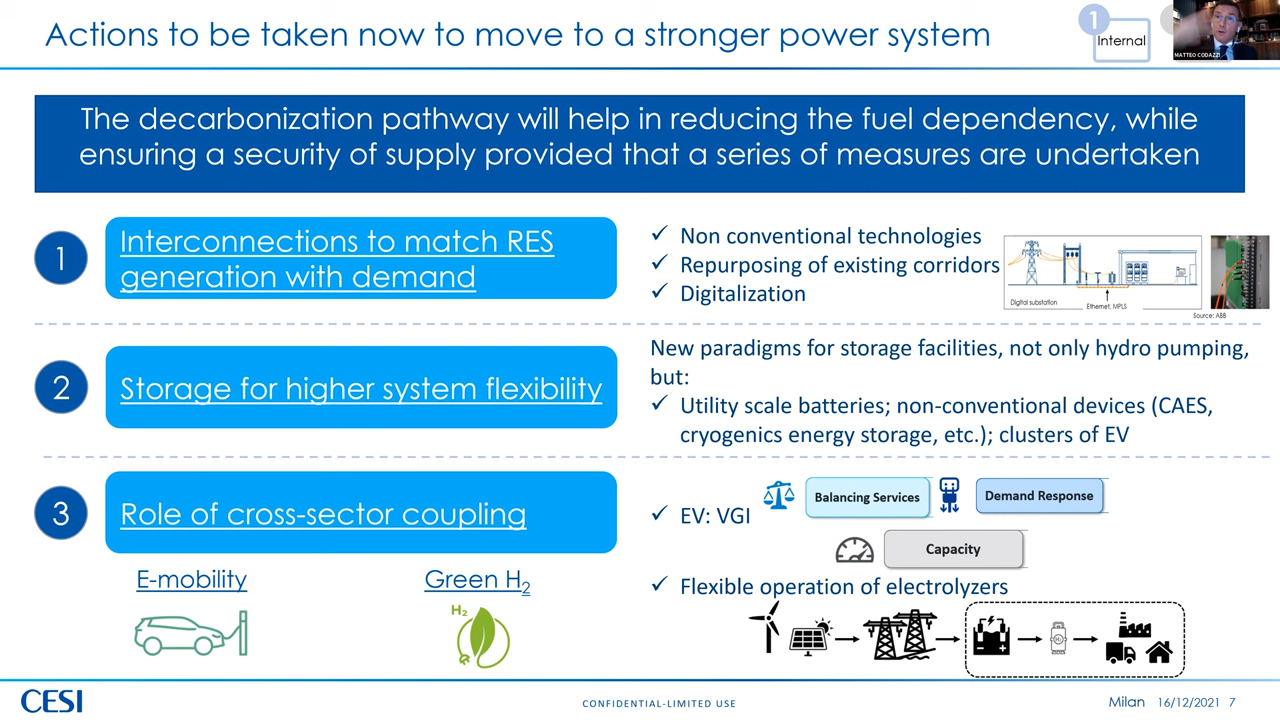 Actions to be taken now to move to a stronger power system
1
Internal
MATTEO CODAZZI
The decarbonization pathway will help in reducing the fuel dependency, while
ensuring a security of supply provided that a series of measures are undertaken
1
Interconnections to match RES
generation with demand
✓ Non conventional technologies
✓ Repurposing of existing corridors
✓ Digitalization
Digital substation
Ethernet, MPLS
Source: ABB
2
Storage for higher system flexibility
New paradigms for storage facilities, not only hydro pumping,
but:
✓ Utility scale batteries; non-conventional devices (CAES,
cryogenics energy storage, etc.); clusters of EV
3
Role of cross-sector coupling
✓ EV: VGI
Balancing Services
Demand Response
Capacity
E-mobility
Green H₂
H₂
✓ Flexible operation of electrolyzers
H₂
CESI
CONFIDENTIAL-LIMITED USE
Milan 16/12/2021 7